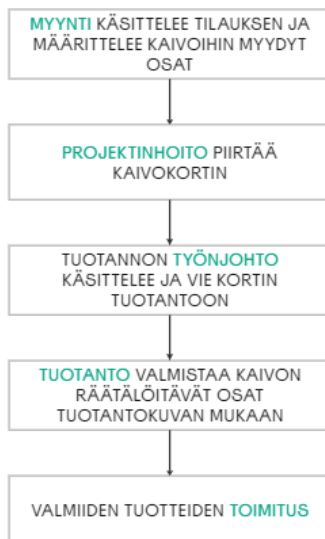 MYYNTI KÄSITTELEE TILAUKSEN JA
MÄÄRITTELEE KAIVOIHIN MYYDYT
OSAT
PROJEKTINHOITO PIIRTÄÄ
KAIVOKORTIN
TUOTANNON TYÖNJOHTO
KÄSITTELEE JA VIE KORTIN
TUOTANTOON
TUOTANTO VALMISTAA KAIVON
RÄÄTÄLÖITÄVÄT OSAT
TUOTANTOKUVAN MUKAAN
VALMIIDEN TUOTTEIDEN TOIMITUS